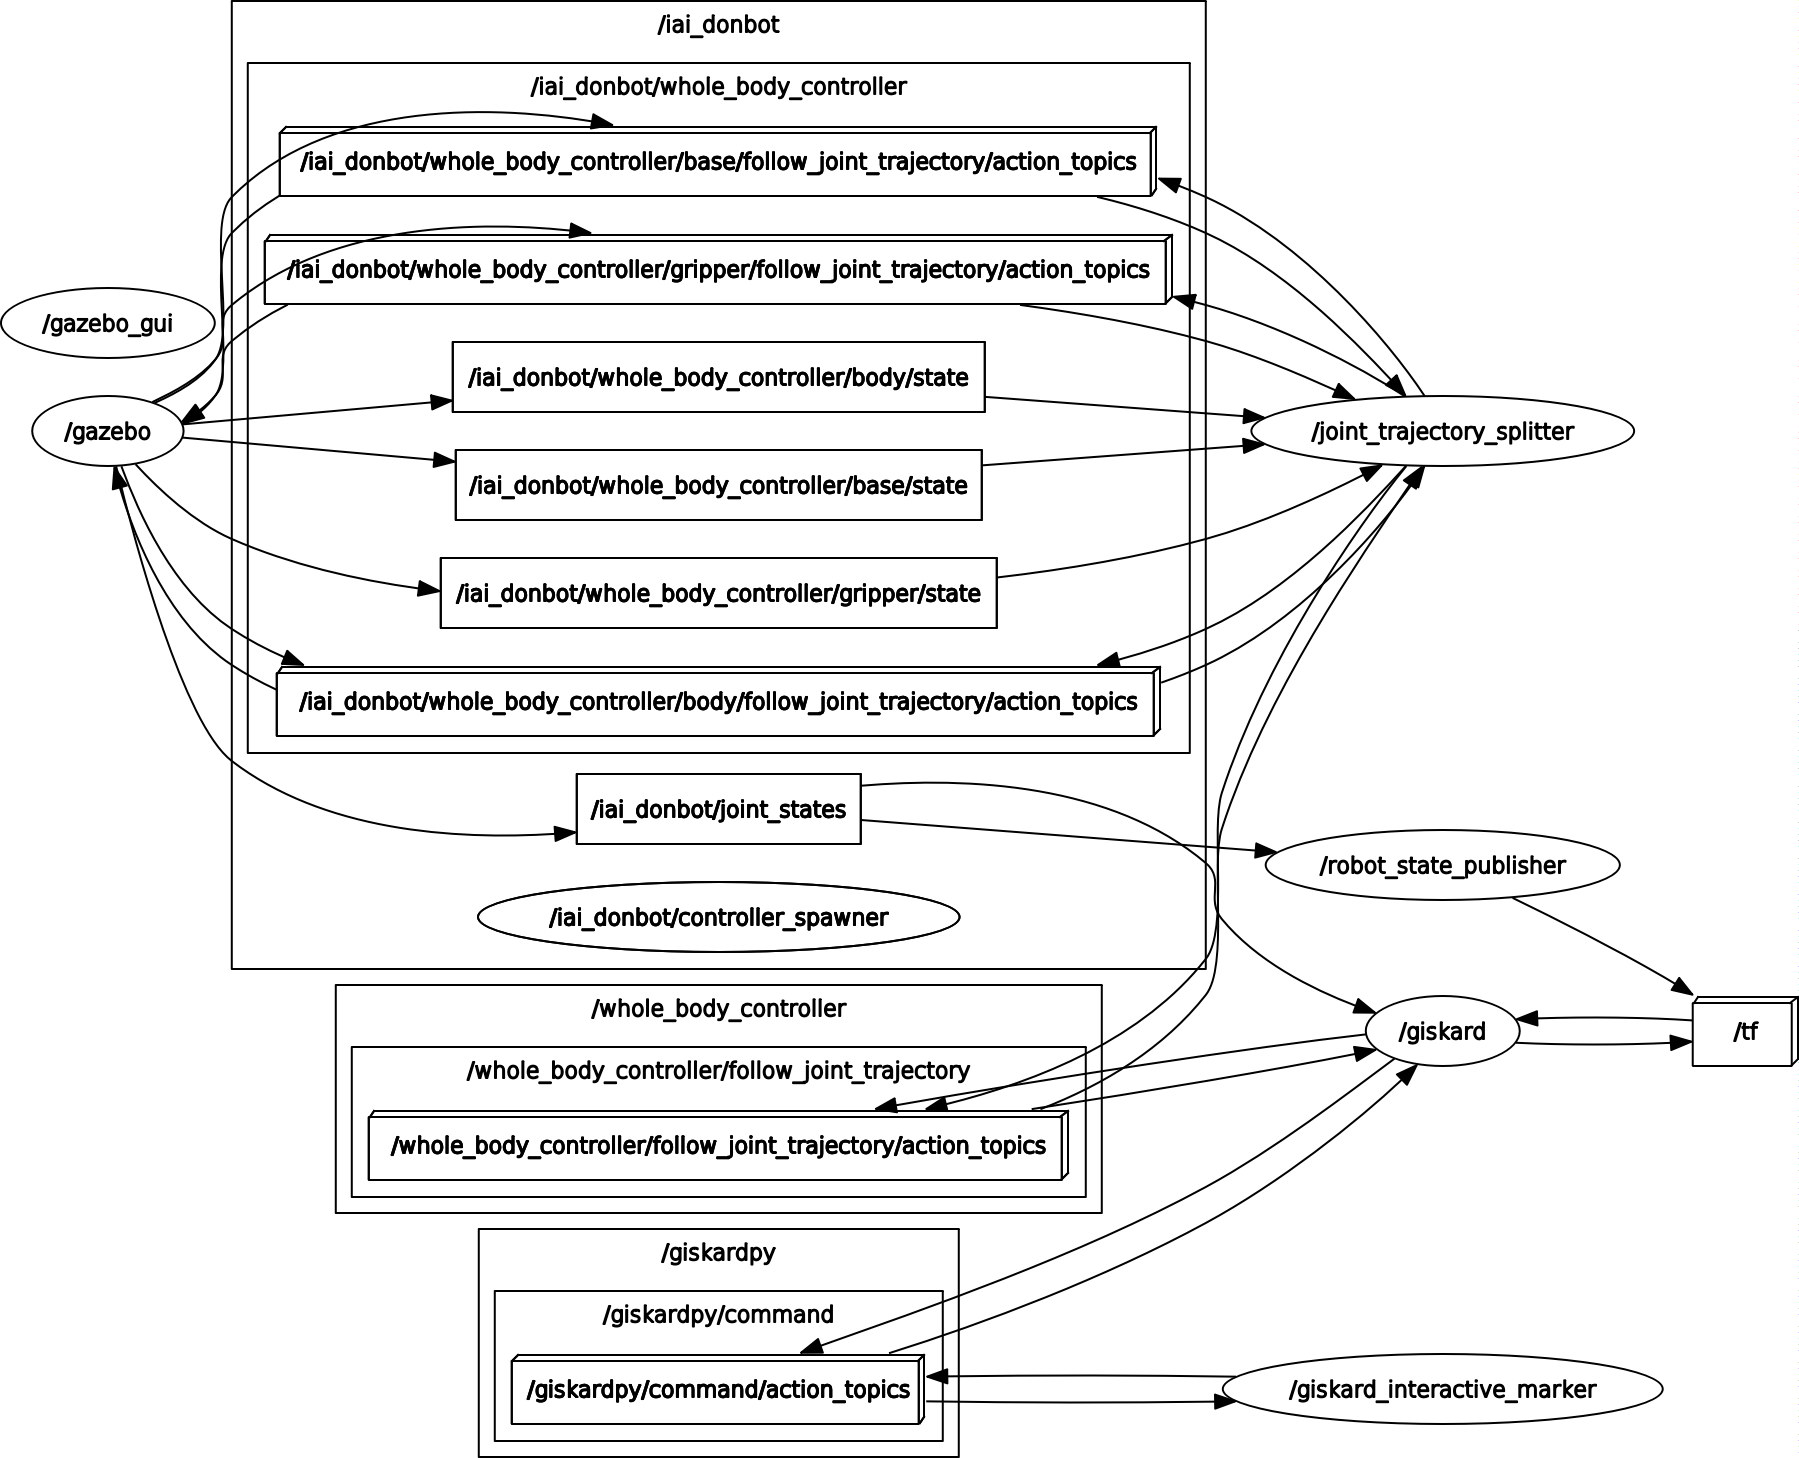 /iai_donbot
/iai_donbot/whole_body_controller
/iai_donbot/whole_body_controller/base/follow_joint_trajectory/action_topics
/iai_donbot/whole_body_controller/gripper/follow_joint_trajectory/action_topics
/gazebo_gui
/iai_donbot/whole_body_controller/body/state
/gazebo
/joint_trajectory_splitter
/iai_donbot/whole_body_controller/base/state
/iai_donbot/whole_body_controller/gripper/state
/iai_donbot/whole_body_controller/body/follow_joint_trajectory/action_topics
/iai_donbot/joint_states
/robot_state_publisher
/iai_donbot/controller_spawner
/whole_body_controller
/giskard
/tf
/whole_body_controller/follow_joint_trajectory
/whole_body_controller/follow_joint_trajectory/action_topics
/giskardpy
/giskardpy/command
/giskardpy/command/action_topics
/giskard_interactive_marker